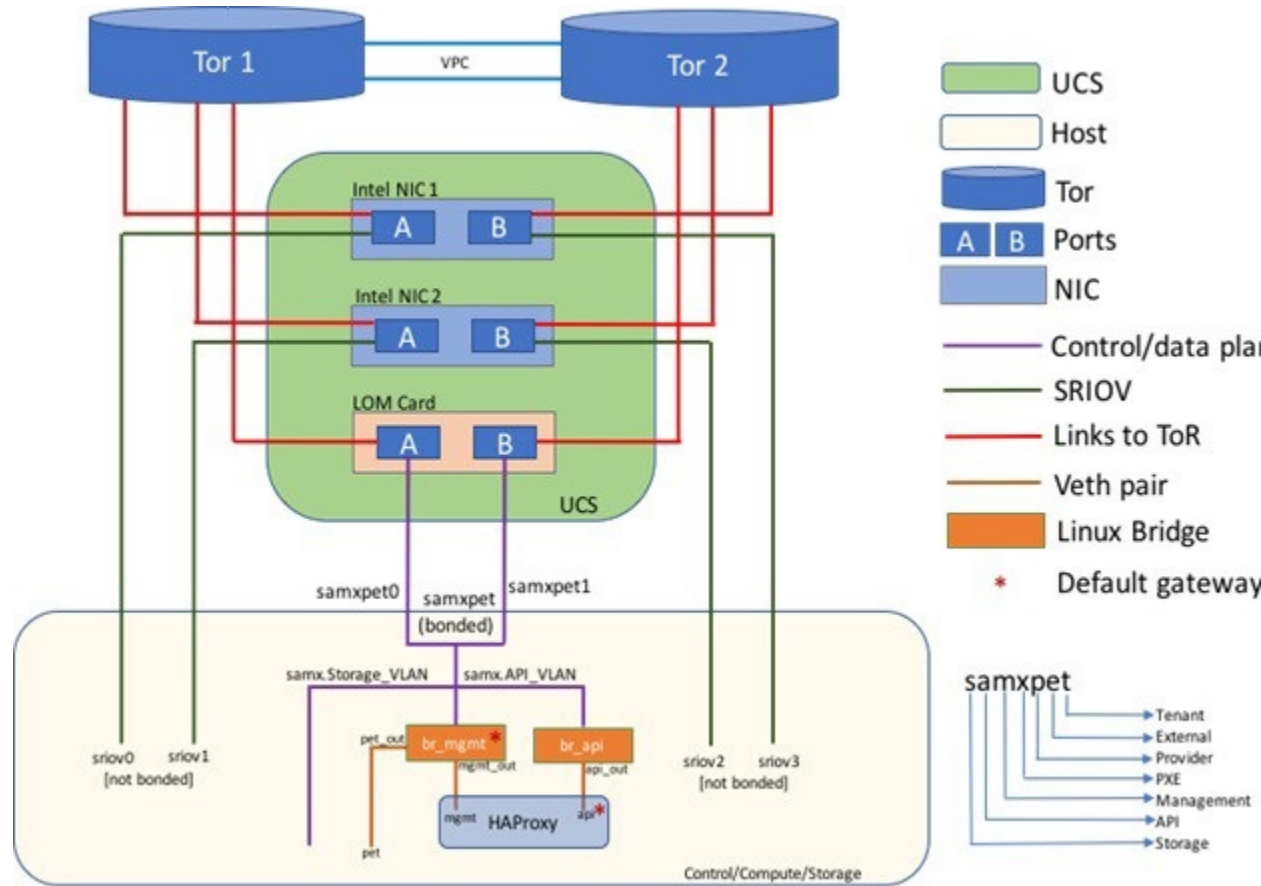 Tor 1
VPC
Tor 2
Intel NIC 1
A
B
Intel NIC 2
A
B
LOM Card
A
B
UCS
samxpet0
samxpet
(bonded)
samxpet1
samx.Storage_VLAN
samx.API_VLAN
sriov0
sriov1
[not bonded]
pet_out
br_mgmt*
mgmt_out
br_api
api_out
mgmt
HAProxy
api*
pet
sriov2
sriov3
[not bonded]
Control/Compute/Storage
UCS
Host
Tor
A B Ports
NIC
Control/data plan
SRIOV
Links to ToR
Veth pair
Linux Bridge
* Default gateway
samxpet
Tenant
External
Provider
PXE
Management
API
Storage